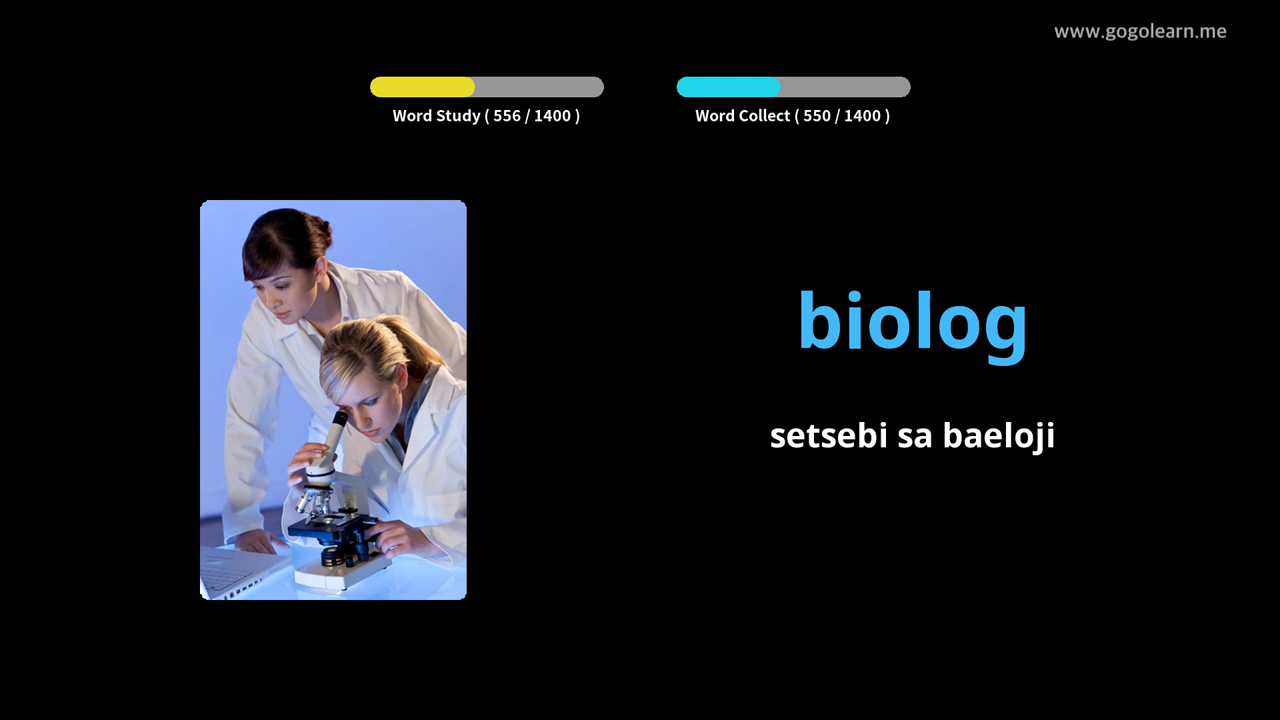 www.gogolearn.me
Word Study ( 556 / 1400 )
Word Collect ( 550 / 1400 )
biolog
setsebi sa baeloji